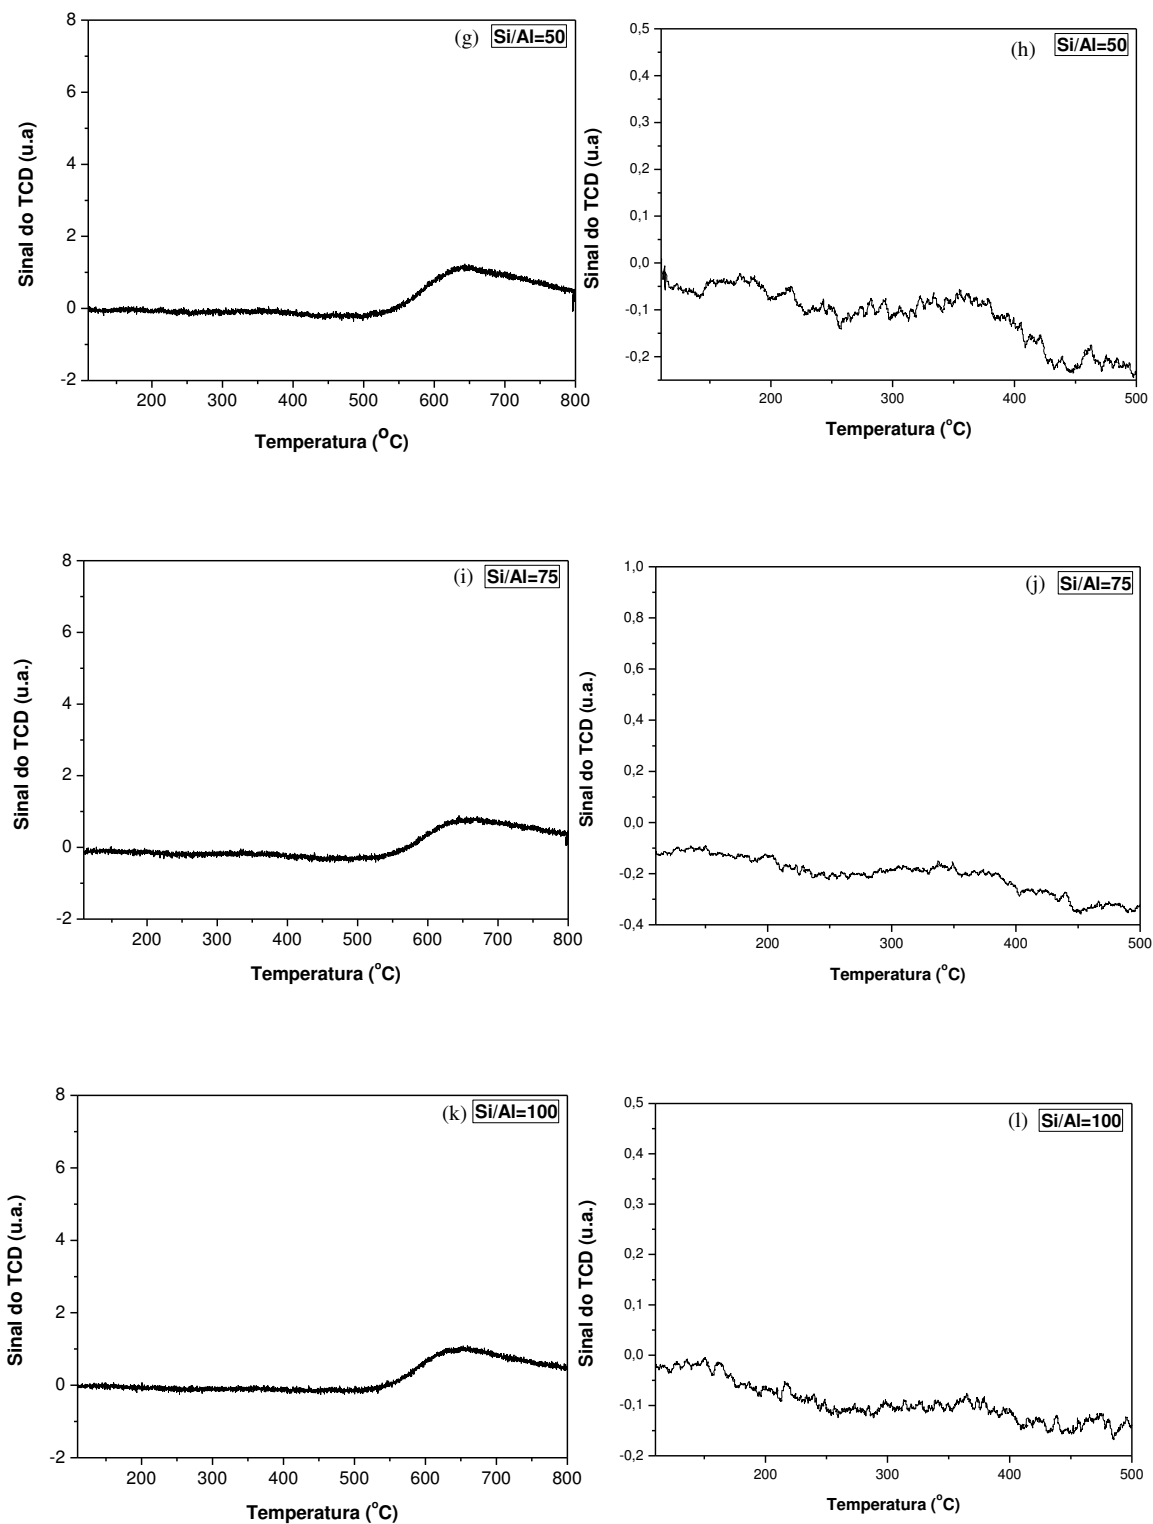 (g) Si/Al=50
8
6
4
2
0
-2
200 300 400 500 600 700 800
Sinal do TCD (u.a)
Temperatura (ºC)
(h) Si/Al=50
0,5
0,4
0,3
0,2
0,1
0,0
-0,1
-0,2
200 300 400 500
Sinal do TCD (u.a)
Temperatura (ºC)
(i) Si/Al=75
8
6
4
2
0
-2
200 300 400 500 600 700 800
Sinal do TCD (u.a.)
Temperatura (ºC)
(j) Si/Al=75
1,0
0,8
0,6
0,4
0,2
0,0
-0,2
-0,4
200 300 400 500
Sinal do TCD (u.a.)
Temperatura (ºC)
(k) Si/Al=100
8
6
4
2
0
-2
200 300 400 500 600 700 800
Sinal do TCD (u.a.)
Temperatura (ºC)
(l) Si/Al=100
0,5
0,4
0,3
0,2
0,1
0,0
-0,1
-0,2
200 300 400 500
Sinal do TCD (u.a.)
Temperatura (ºC)